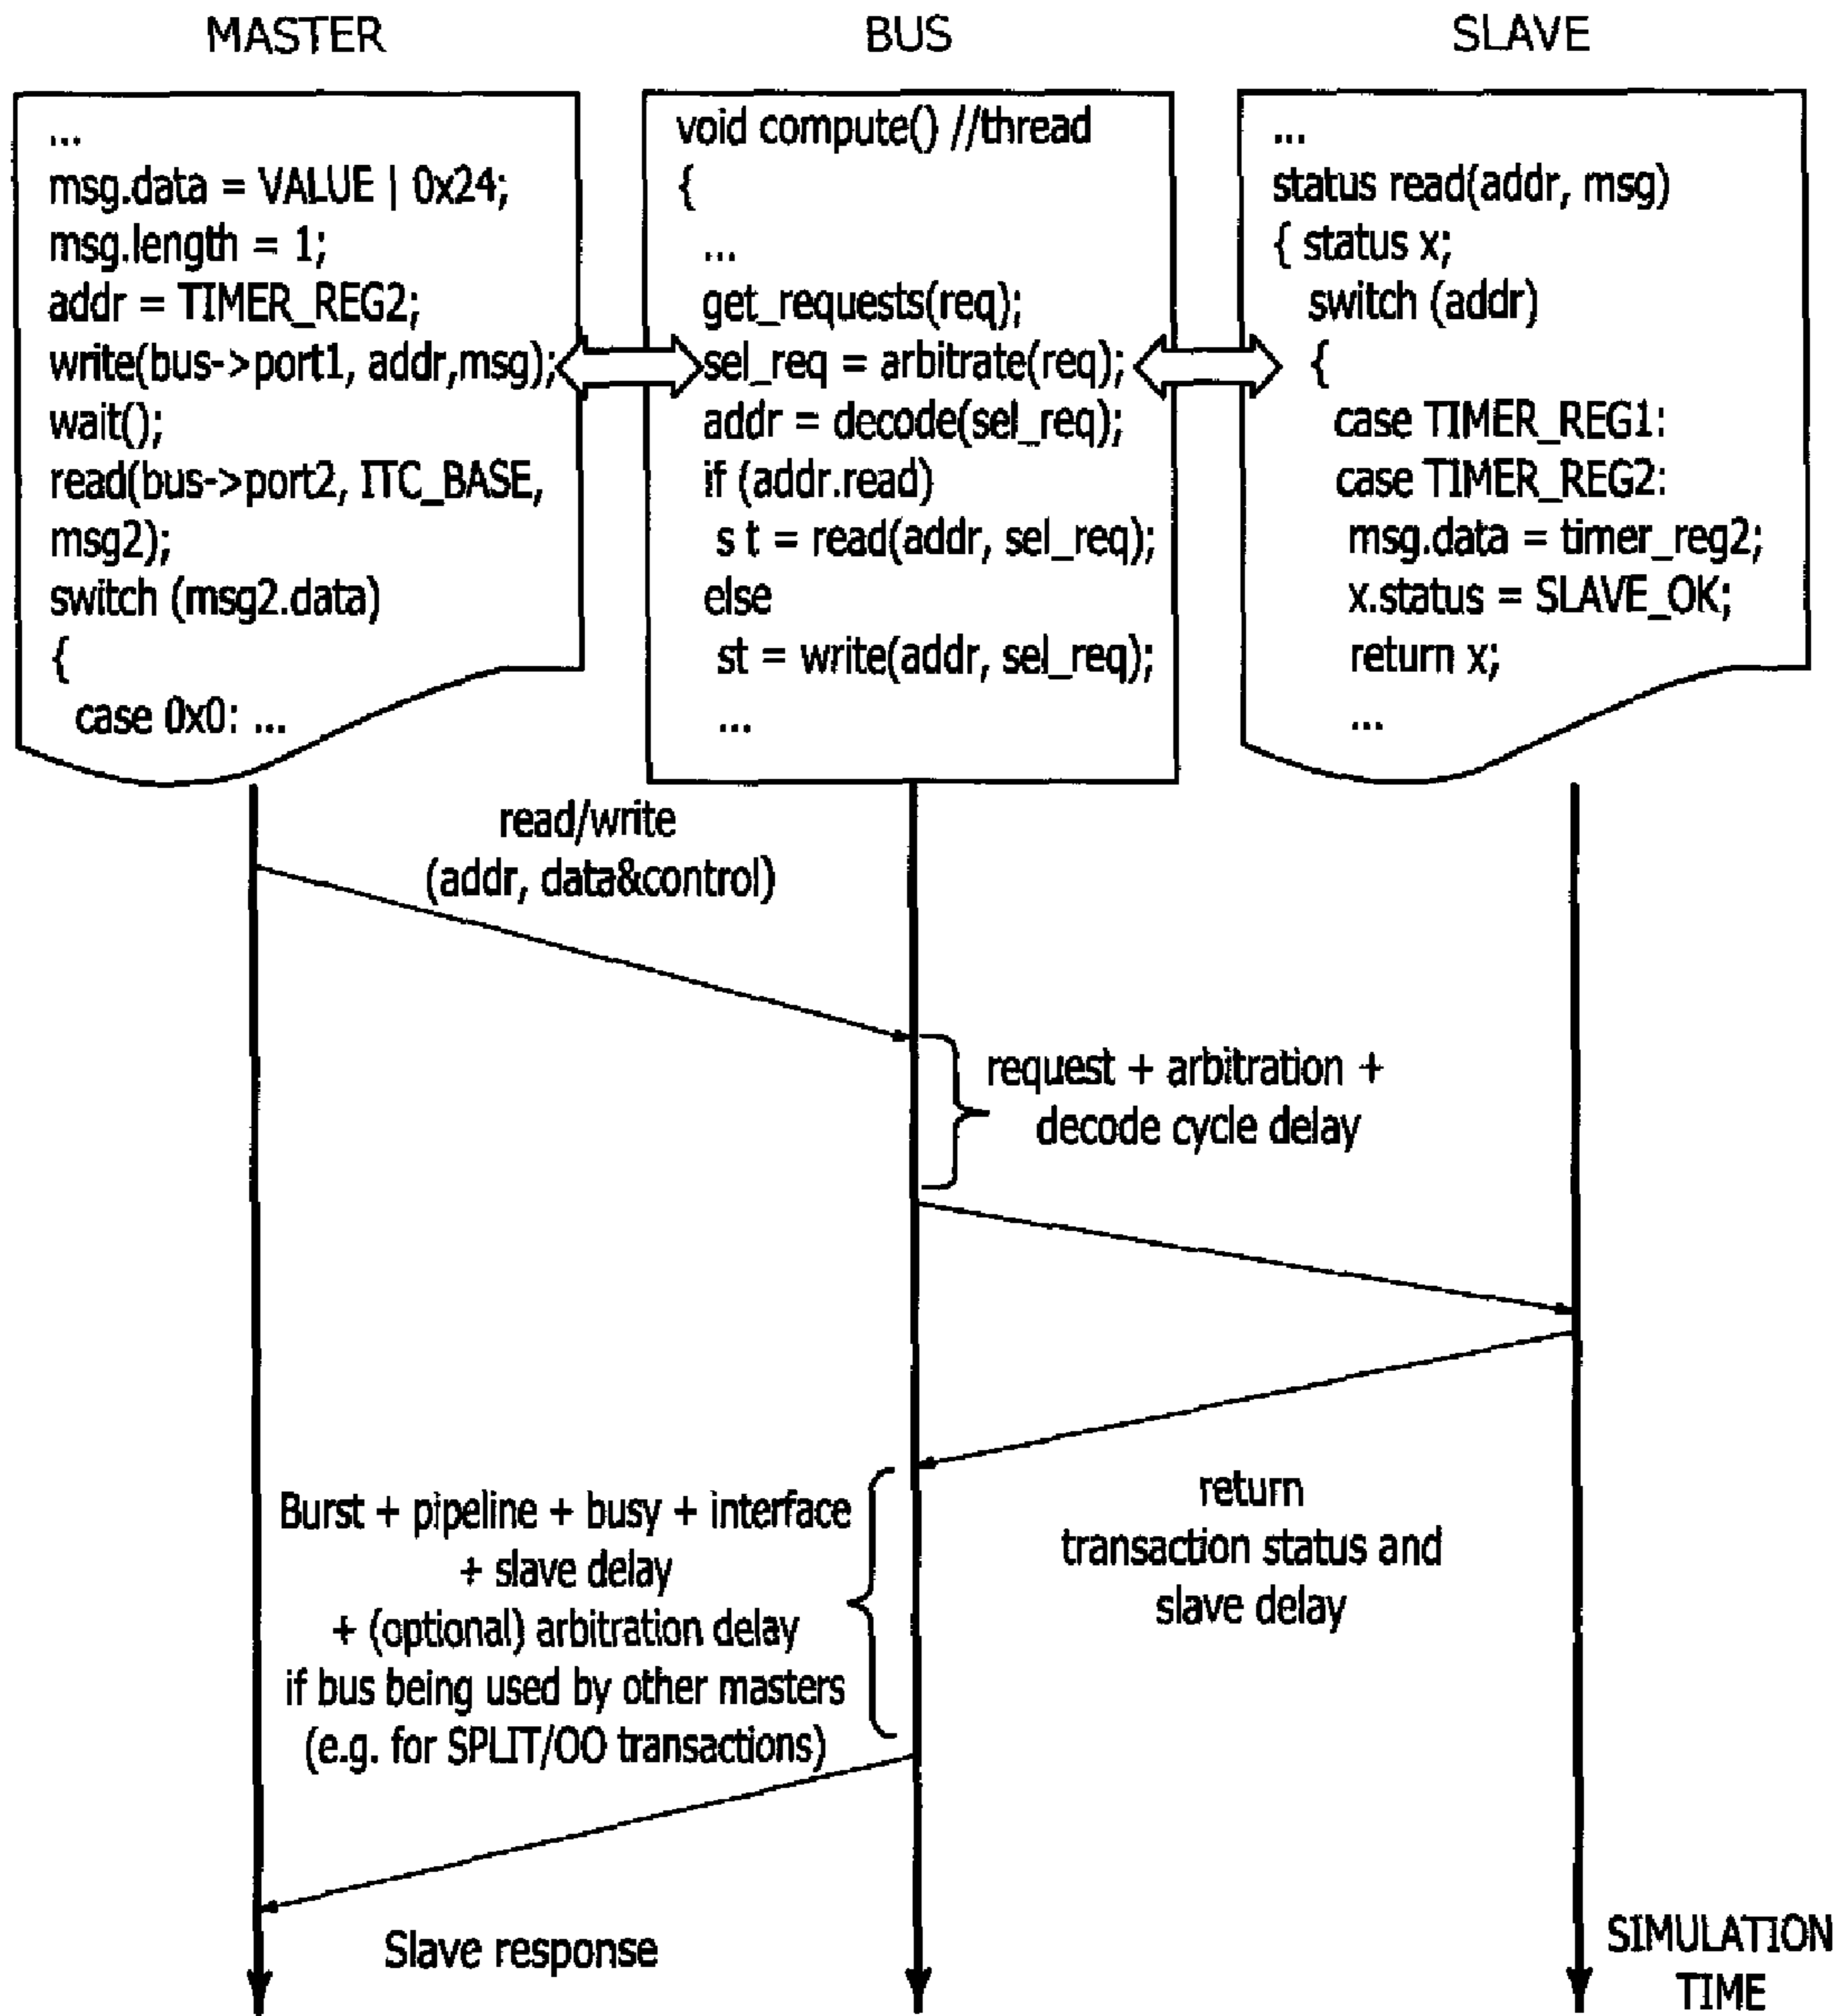 MASTER
...
msg.data = VALUE | 0x24;
msg.length = 1;
addr = TIMER_REG2;
write(bus->port1, addr,msg);
wait();
read(bus->port2, ITC_BASE,
msg2);
switch (msg2.data)
{
case 0x0: ...
BUS
void compute() //thread
{
...
get_requests(req);
sel_req = arbitrate(req);
addr = decode(sel_req);
if (addr.read)
s t = read(addr, sel_req);
else
st = write(addr, sel_req);
...
SLAVE
...
status read(addr, msg)
{ status x;
switch (addr)
{
case TIMER_REG1:
case TIMER_REG2:
msg.data = timer_reg2;
x.status = SLAVE_OK;
return x;
...
read/write
(addr, data&control)
request + arbitration +
decode cycle delay
return
transaction status and
slave delay
Burst + pipeline + busy + interface
+ slave delay
+ (optional) arbitration delay
if bus being used by other masters
(e.g. for SPLIT/OO transactions)
Slave response
SIMULATION
TIME